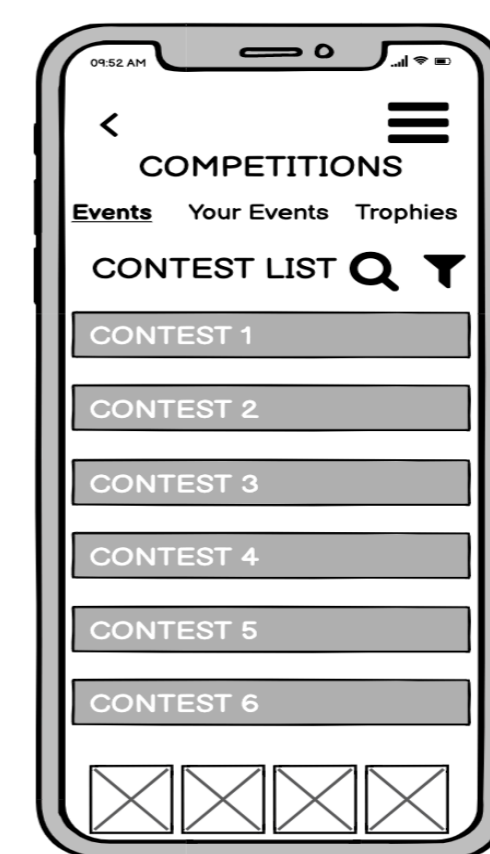 09:52 AM
COMPETITIONS
Events Your Events Trophies
CONTEST LIST
CONTEST 1
CONTEST 2
CONTEST 3
CONTEST 4
CONTEST 5
CONTEST 6